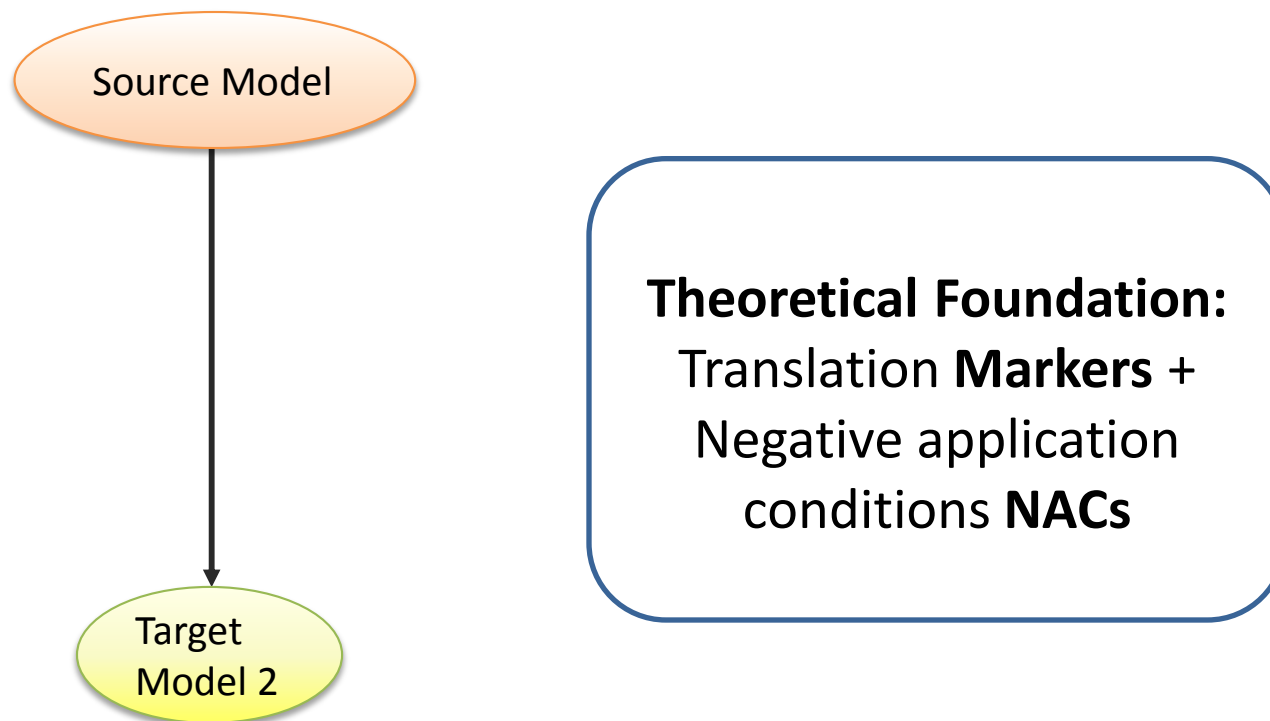 Source Model
Theoretical Foundation:
Translation Markers +
Negative application
conditions NACs
Target
Model 2